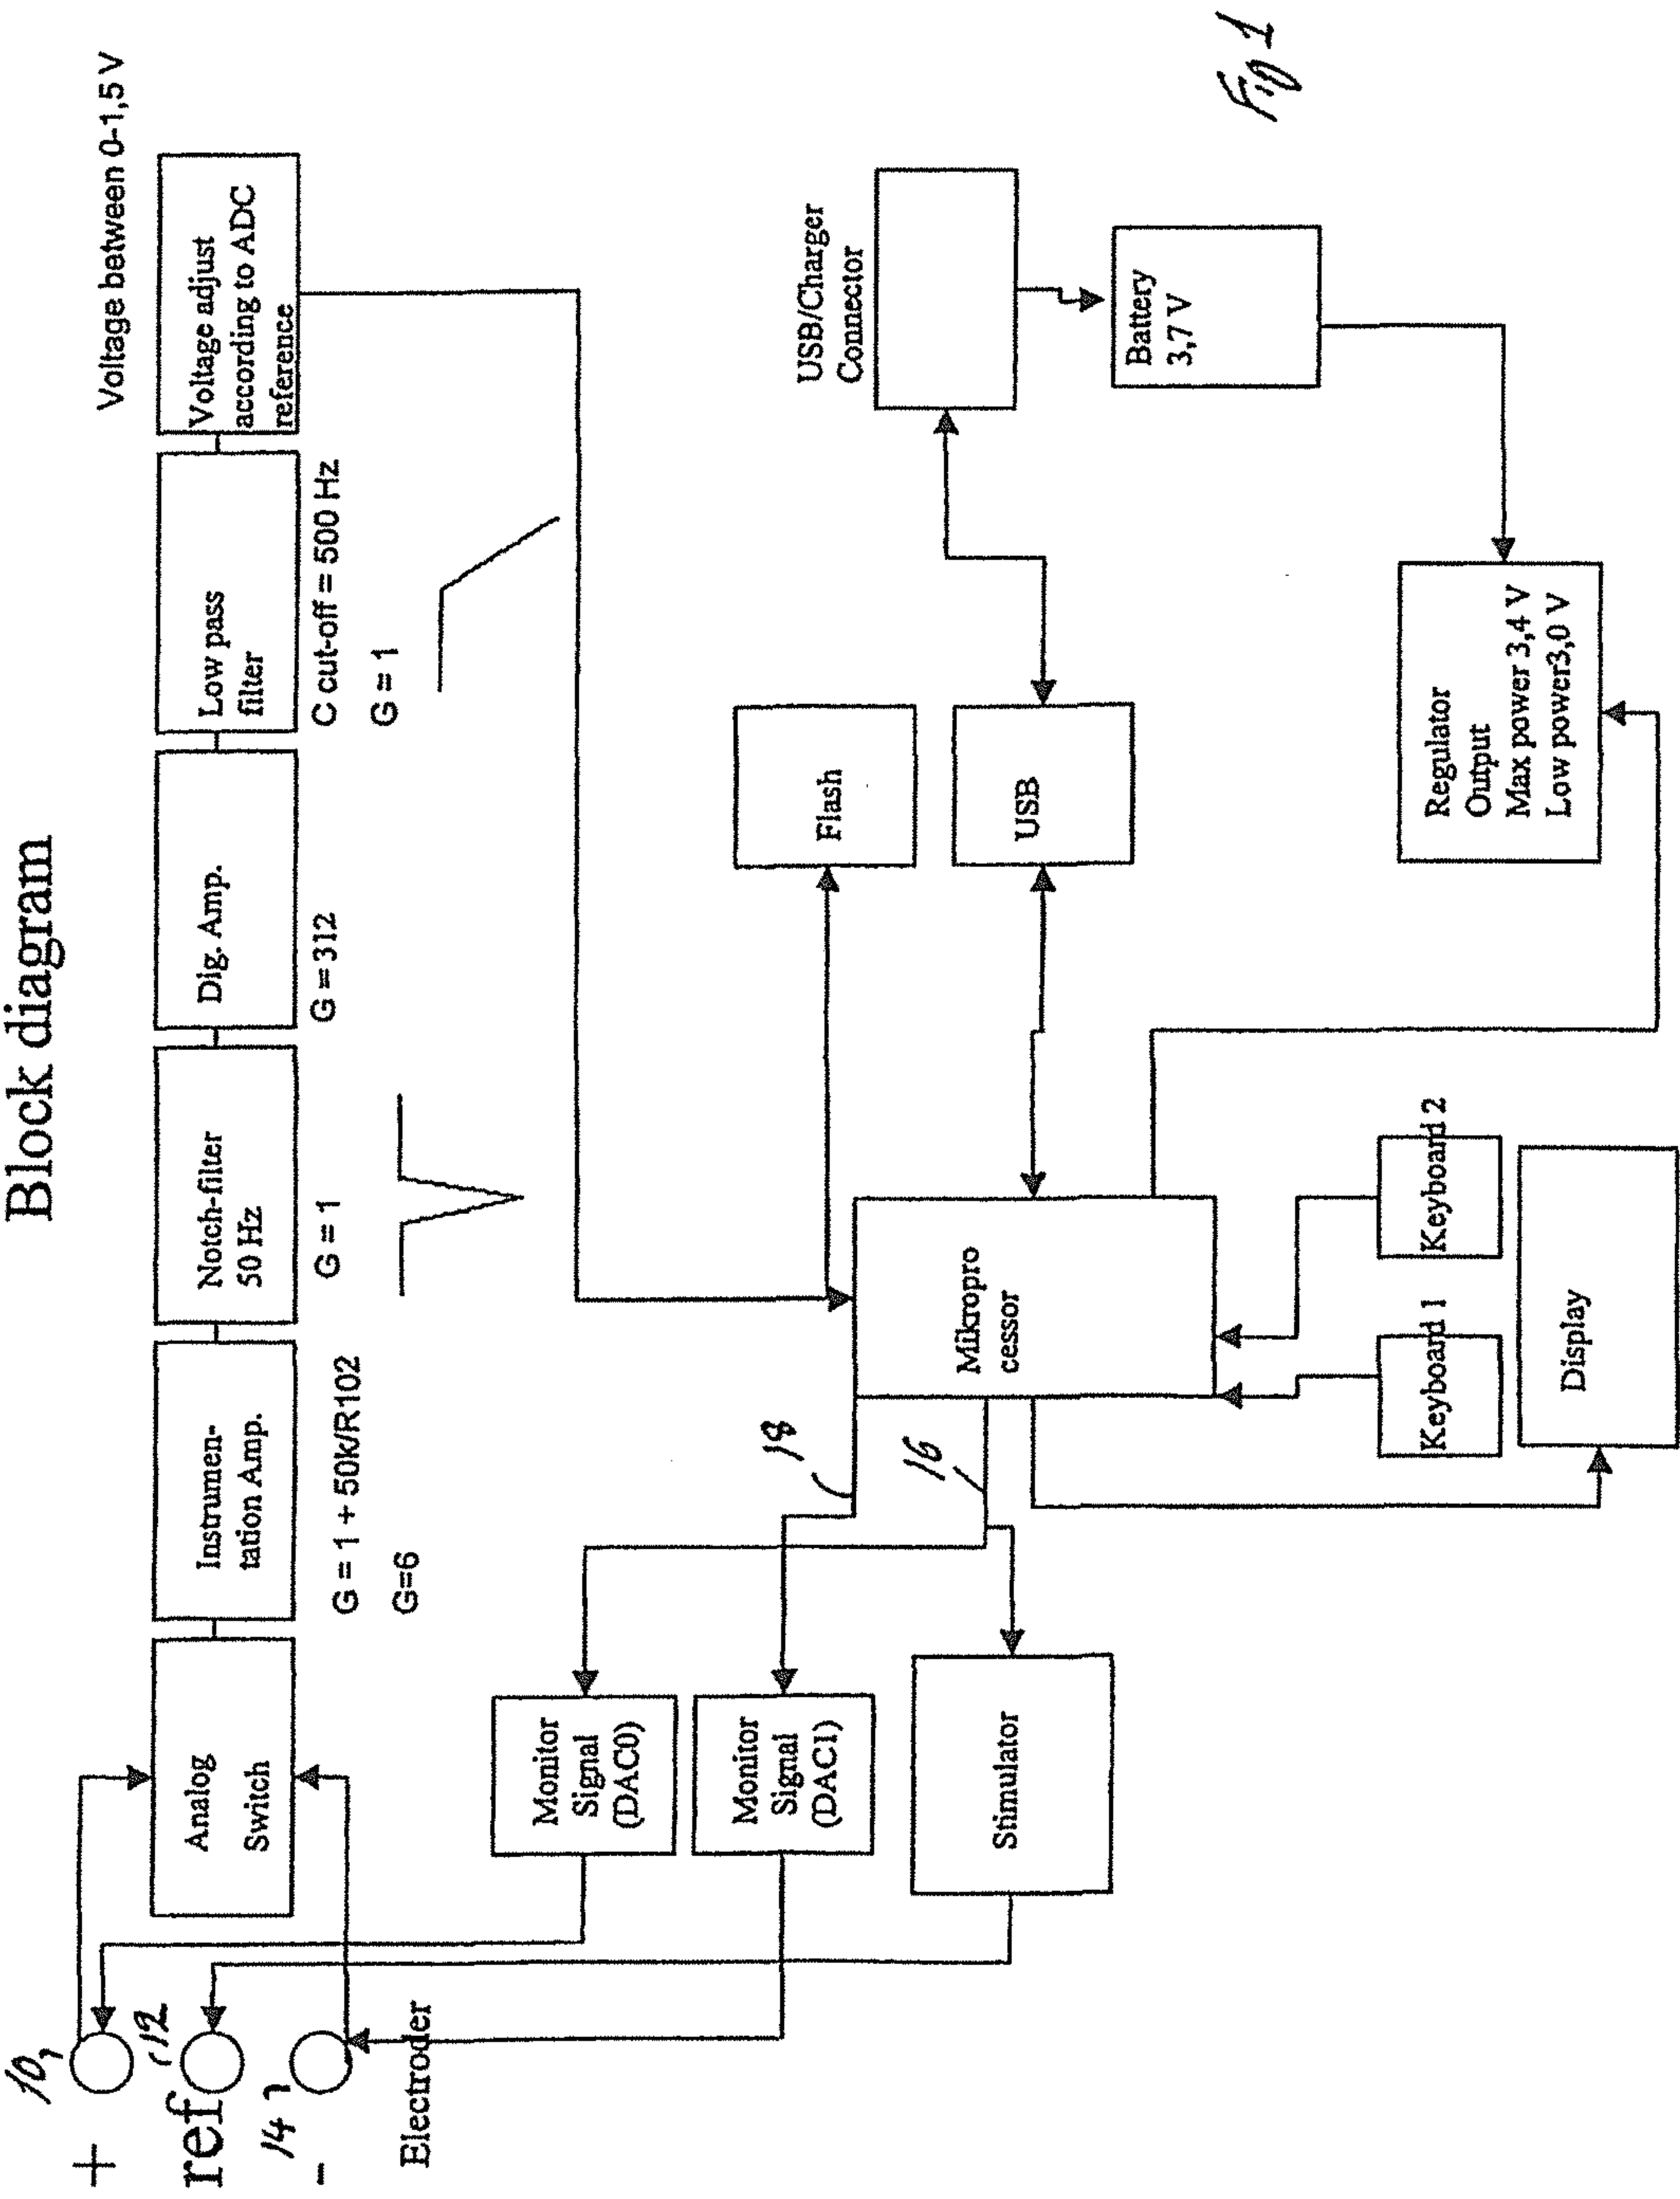 Block diagram
Voltage between 0-1,5 V
10
+
12
ref
14
-
Electroder
Analog
Switch
Instrumen-
tation Amp.
G = 1 + 50k/R102
G=6
Notch-filter
50 Hz
G = 1
Dig. Amp.
G = 312
Low pass
filter
C cut-off = 500 Hz
G = 1
Voltage adjust
according to ADC
reference
Monitor
Signal
(DAC0)
Monitor
Signal
(DAC1)
Stimulator
18
16
Mikropro
cessor
Flash
USB
USB/Charger
Connector
Battery
3,7 V
Regulator
Output
Max power 3,4 V
Low power3,0 V
Keyboard 1
Keyboard 2
Display
Fig 1